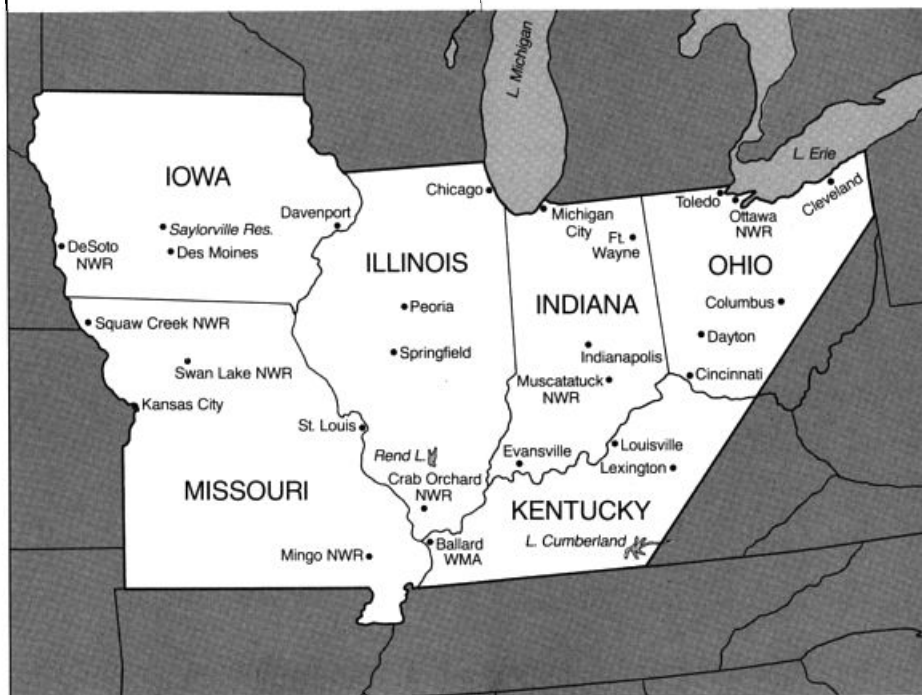 L. Michigan
L. Erie
IOWA
Chicago
Toledo
Cleveland
Ottawa
NWR
Michigan
City
Davenport
Saylorville Res.
Des Moines
DeSoto
NWR
Ft.
Wayne
ILLINOIS
OHIO
INDIANA
Columbus
Peoria
Squaw Creek NWR
Dayton
Springfield
Indianapolis
Swan Lake NWR
Muscatatuck
NWR
Cincinnati
Kansas City
St. Louis
Louisville
Rend L.
Evansville
Lexington
Crab Orchard
NWR
MISSOURI
KENTUCKY
L. Cumberland
Ballard
WMA
Mingo NWR